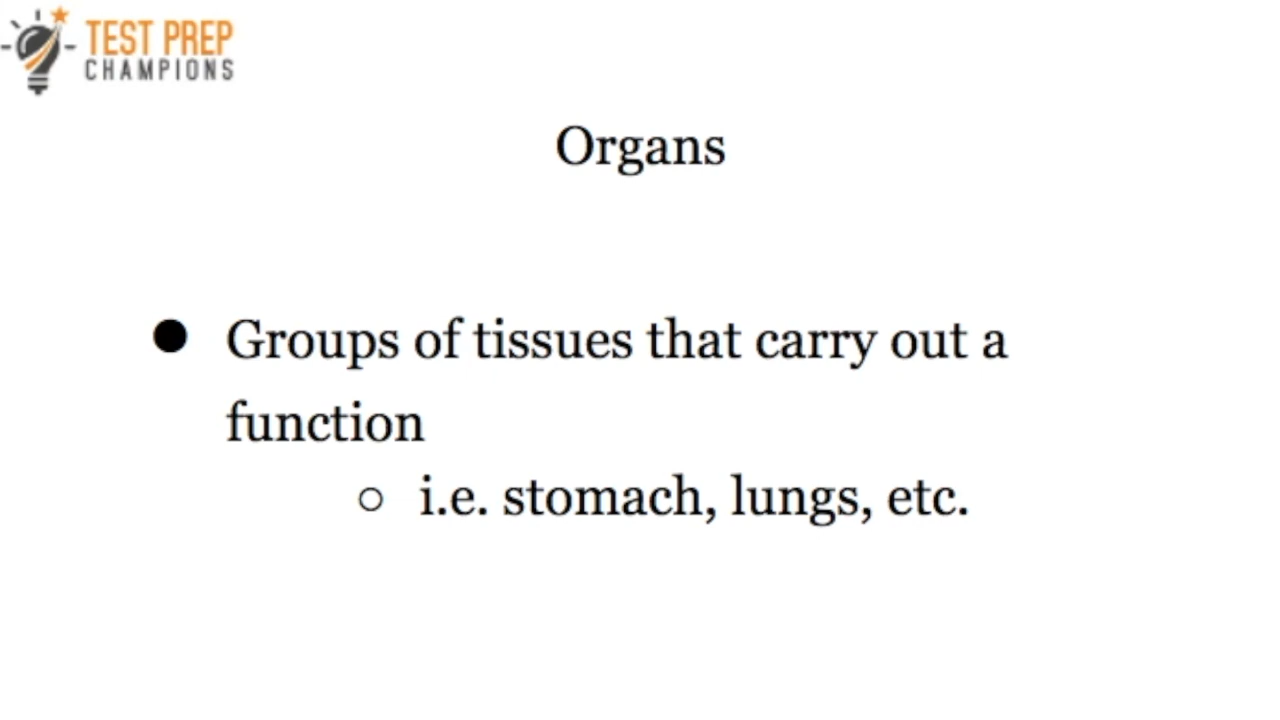 TEST PREP
CHAMPIONS
Organs
● Groups of tissues that carry out a
function
○ i.e. stomach, lungs, etc.